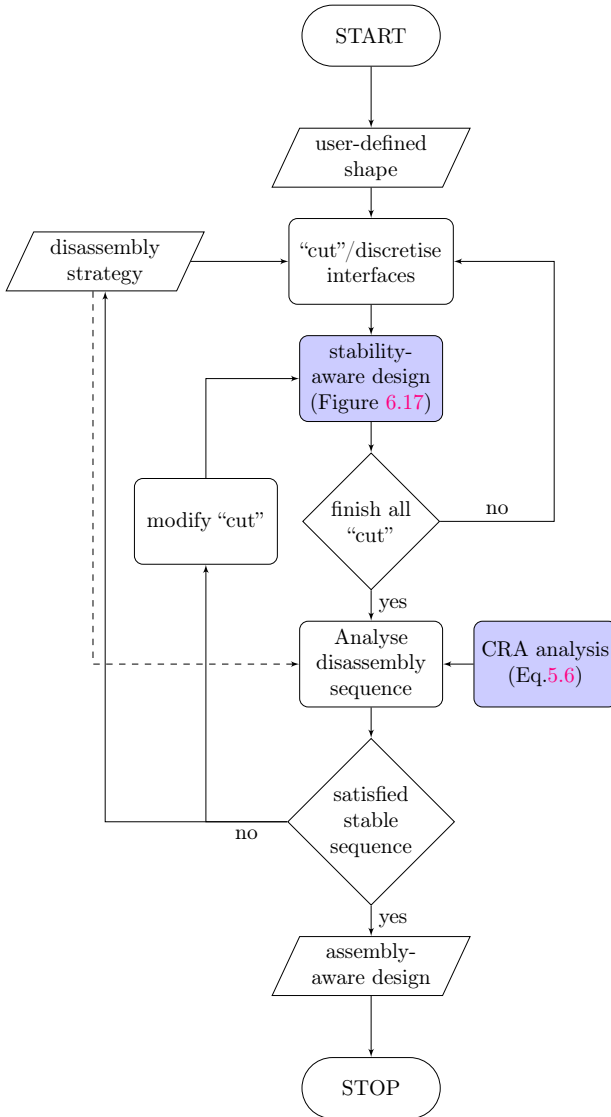 START
user-defined
shape
disassembly
strategy
“cut”/discretise
interfaces
stability-
aware design
(Figure 6.17)
modify “cut”
finish all
“cut”
no
yes
Analyse
disassembly
sequence
CRA analysis
(Eq.5.6)
satisfied
stable
sequence
no
yes
assembly-
aware design
STOP